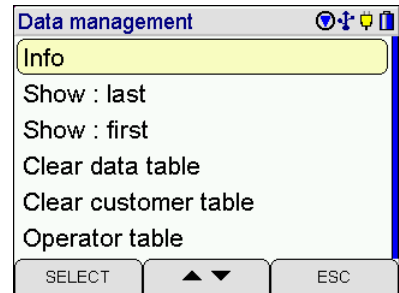 Data management
Info
Show : last
Show : first
Clear data table
Clear customer table
Operator table
SELECT ESC